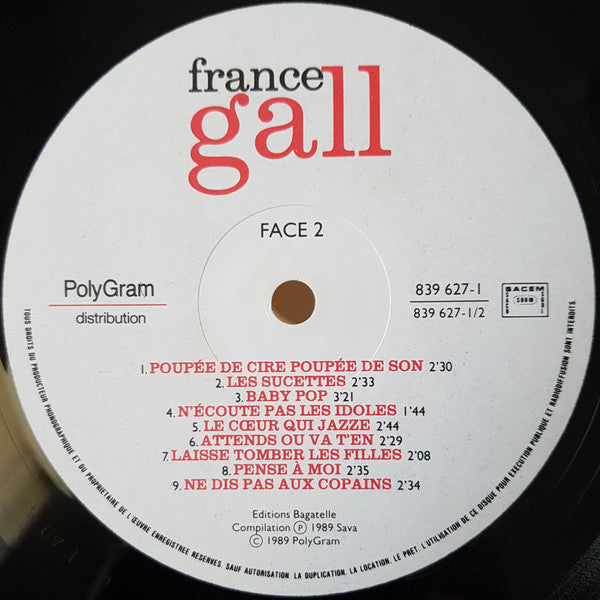 france
gall
FACE 2
PolyGram
distribution
839 627-1
839 627-1/2
SACEM
SDRM
1. POUPÉE DE CIRE POUPÉE DE SON 2'30
2. LES SUCETTES 2'33
3. BABY POP 3'21
4. N'ÉCOUTE PAS LES IDOLES 1'44
5. LE CŒUR QUI JAZZE 2'44
6. ATTENDS OU VA T'EN 2'29
7. LAISSE TOMBER LES FILLES 2'08
8. PENSE À MOI 2'35
9. NE DIS PAS AUX COPAINS 2'34
Editions Bagatelle
Compilation Ⓟ 1989 Sava
© 1989 PolyGram
TOUS DROITS DU PRODUCTEUR PHONOGRAPHIQUE ET DU PROPRIETAIRE DE L'ŒUVRE ENREGISTREE RESERVES. SAUF AUTORISATION. LA DUPLICATION. LA LOCATION. LE PRET. L'UTILISATION DE CE DISQUE POUR EXECUTION PUBLIQUE ET RADIODIFFUSION SONT INTERDITS.